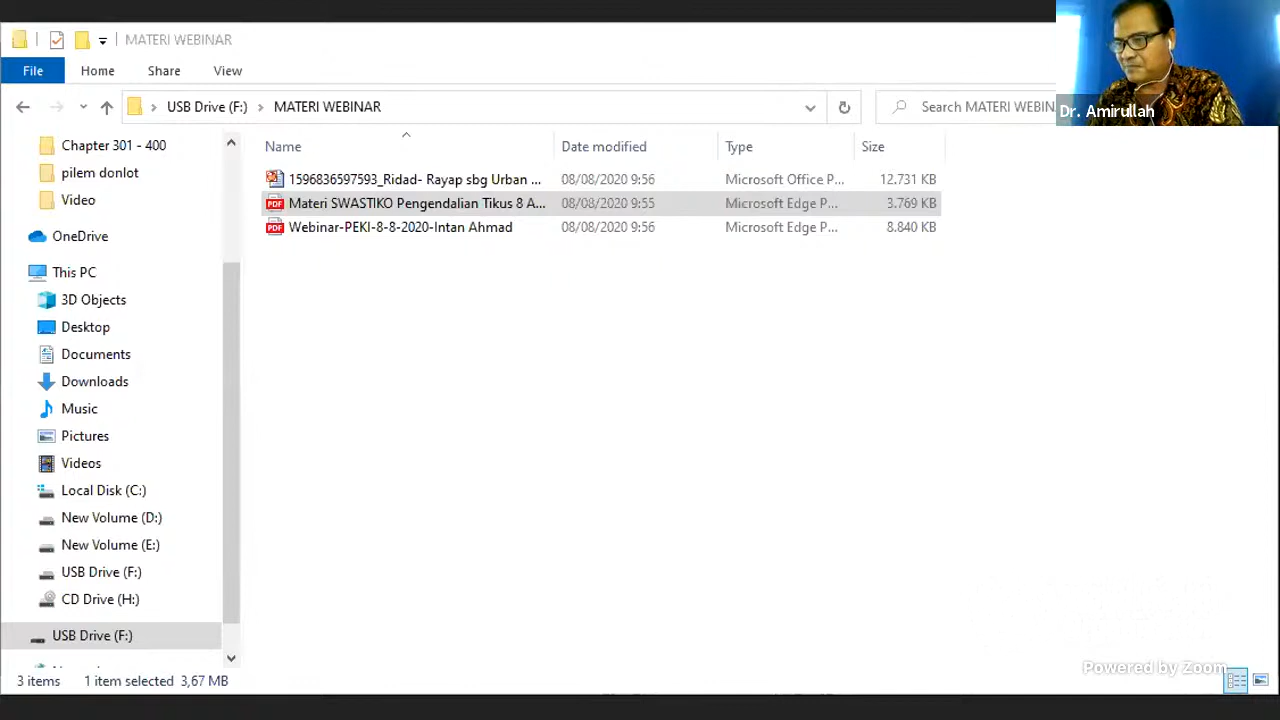 MATERI WEBINAR
File Home Share View
USB Drive (F:) MATERI WEBINAR
Search MATERI WEBIN
Dr. Amirullah
Name Date modified Type Size
1596836597593_Ridad- Rayap sbg Urban ... 08/08/2020 9:56 Microsoft Office P... 12.731 KB
PDF Materi SWASTIKO Pengendalian Tikus 8 A... 08/08/2020 9:55 Microsoft Edge P... 3.769 KB
PDF Webinar-PEKI-8-8-2020-Intan Ahmad 08/08/2020 9:56 Microsoft Edge P... 8.840 KB
Chapter 301 - 400
pilem donlot
Video
OneDrive
This PC
3D Objects
Desktop
Documents
Downloads
Music
Pictures
Videos
Local Disk (C:)
New Volume (D:)
New Volume (E:)
USB Drive (F:)
CD Drive (H:)
USB Drive (F:)
3 items 1 item selected 3,67 MB
Powered by Zoom